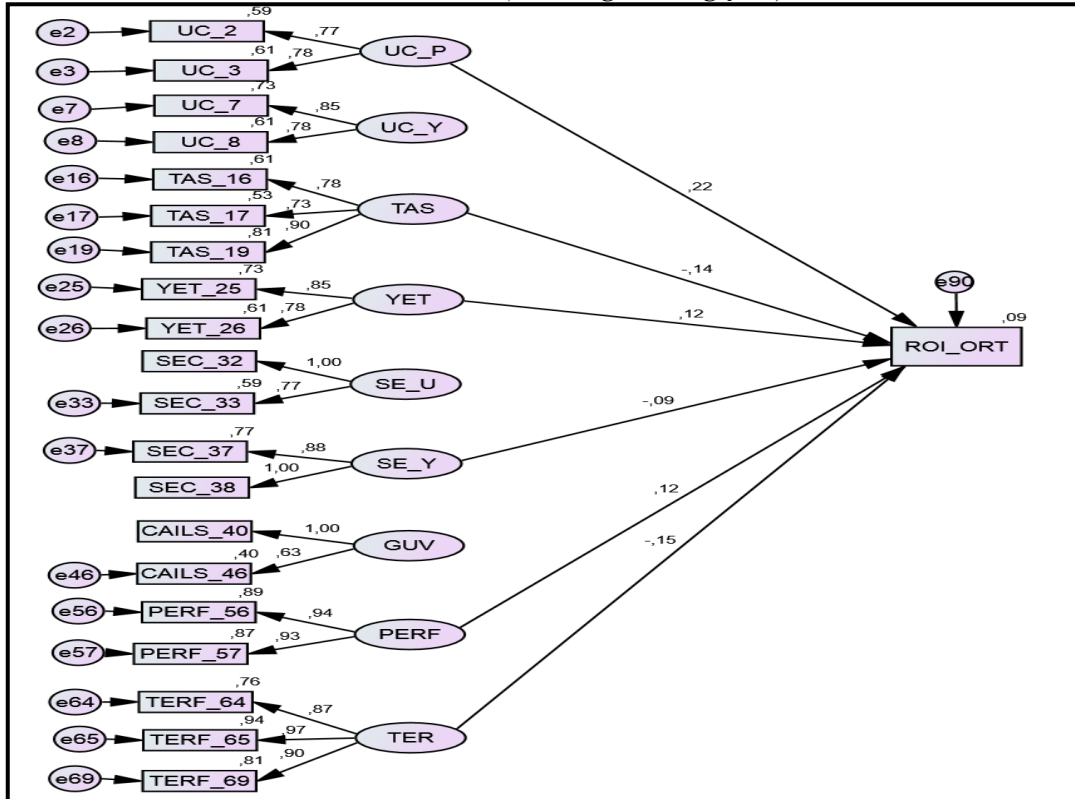 ,59
e2 UC_2 ,77 UC_P
,61 ,78
e3 UC_3
,73
e7 UC_7 ,85
,61 ,78 UC_Y
e8 UC_8
,61
e16 TAS_16 ,78
,53 ,73
e17 TAS_17 TAS
,81 ,90
e19 TAS_19
,73
e25 YET_25 ,85
,61 ,78 YET
e26 YET_26
SEC_32 1,00
,59 ,77 SE_U
e33 SEC_33
,77
e37 SEC_37 ,88
1,00 SE_Y
SEC_38
CAILS_40 1,00
,40 ,63 GUV
e46 CAILS_46
,89
e56 PERF_56 ,94
,87 ,93 PERF
e57 PERF_57
,76
e64 TERF_64 ,87
,94 ,97
e65 TERF_65 TER
,81 ,90
e69 TERF_69
,22
-,14
,12
-,09
,12
-,15
e90
,09
ROI_ORT